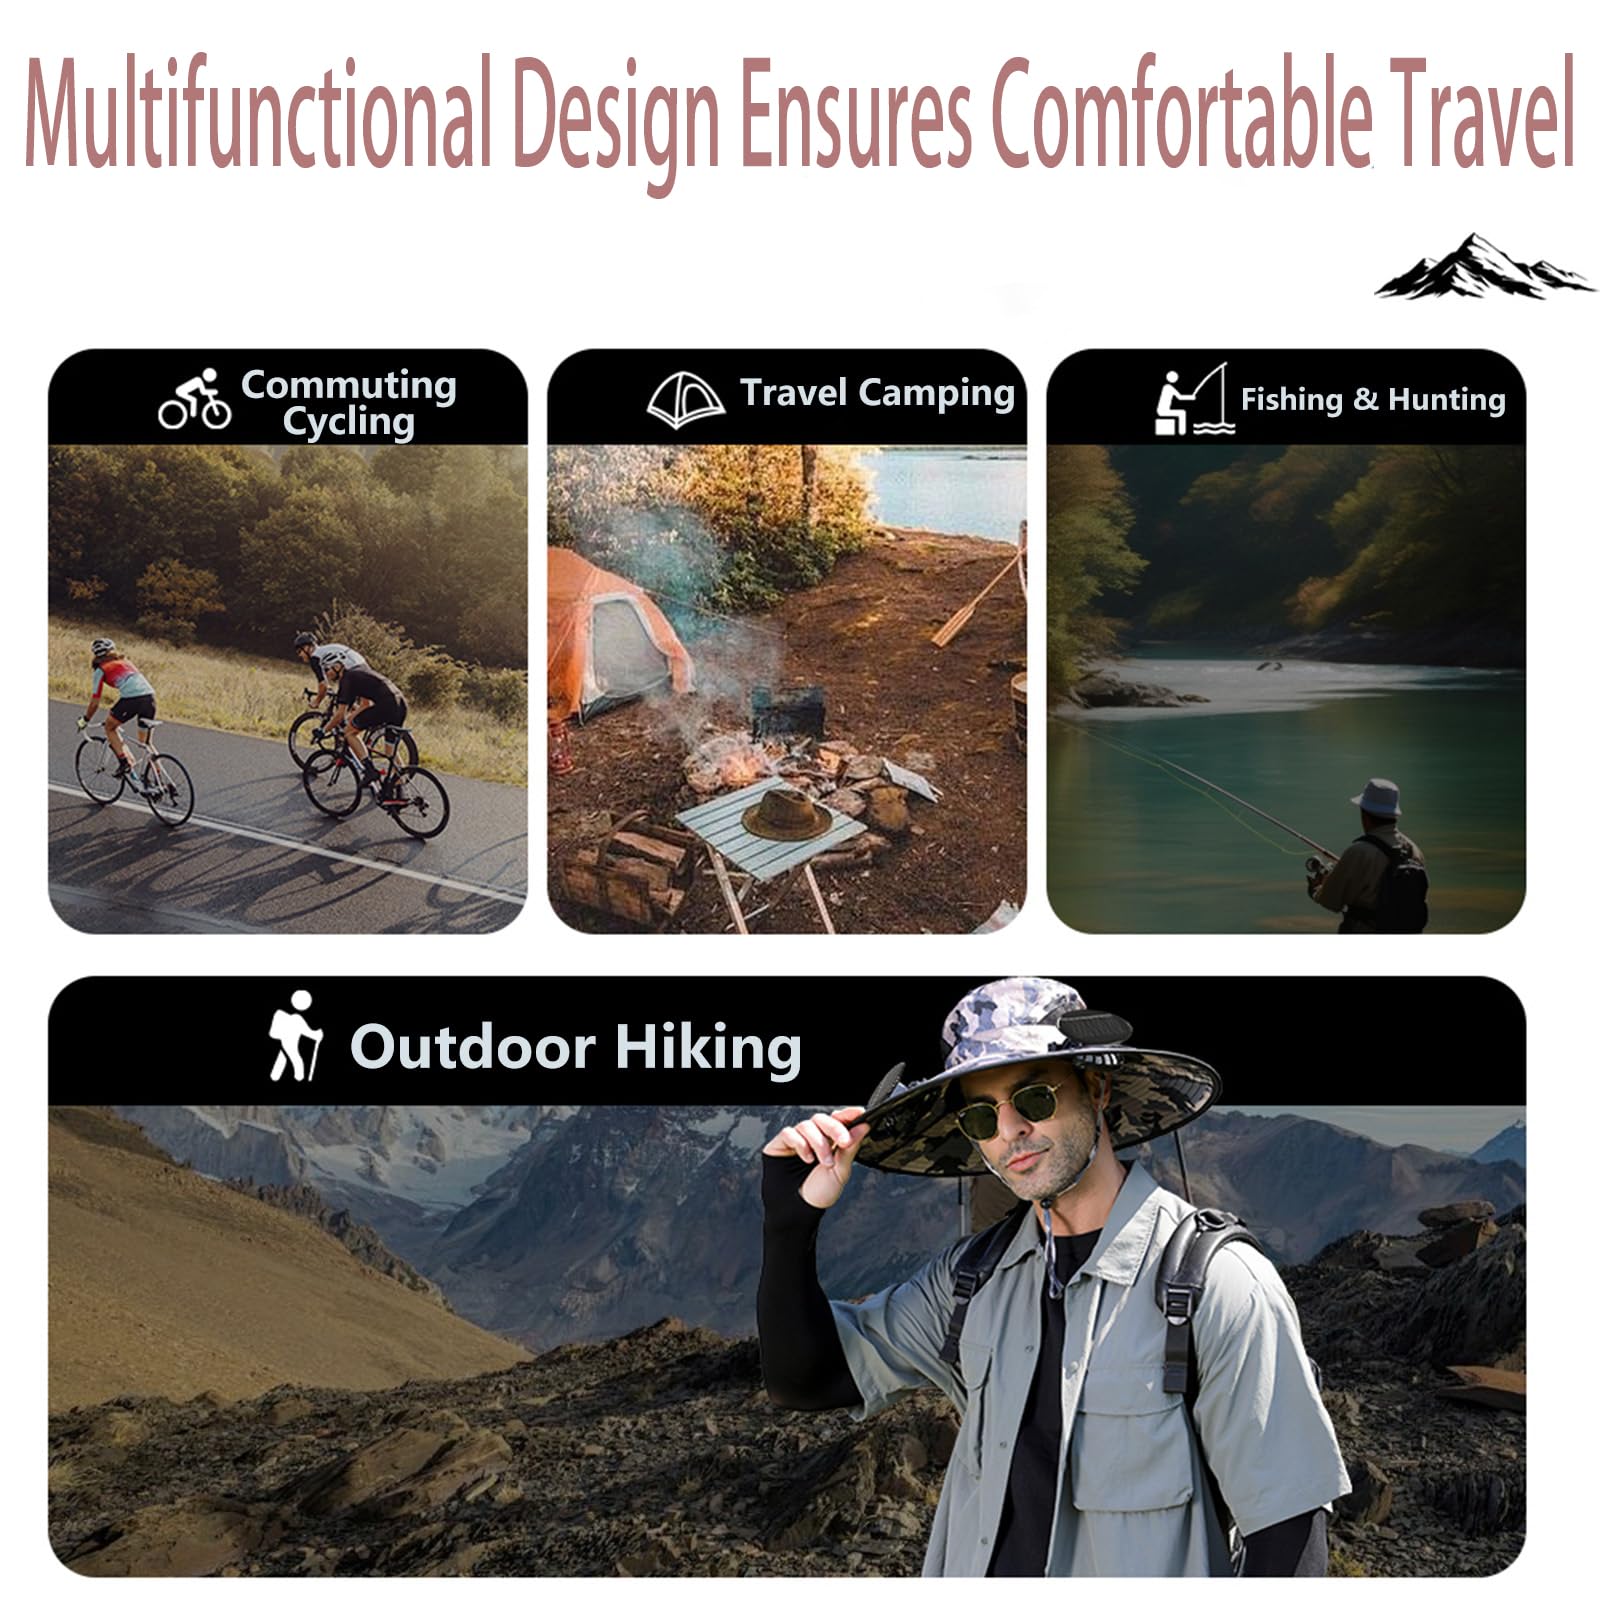 Multifunctional Design Ensures Comfortable Travel
Commuting
Cycling
Travel Camping
Fishing & Hunting
Outdoor Hiking